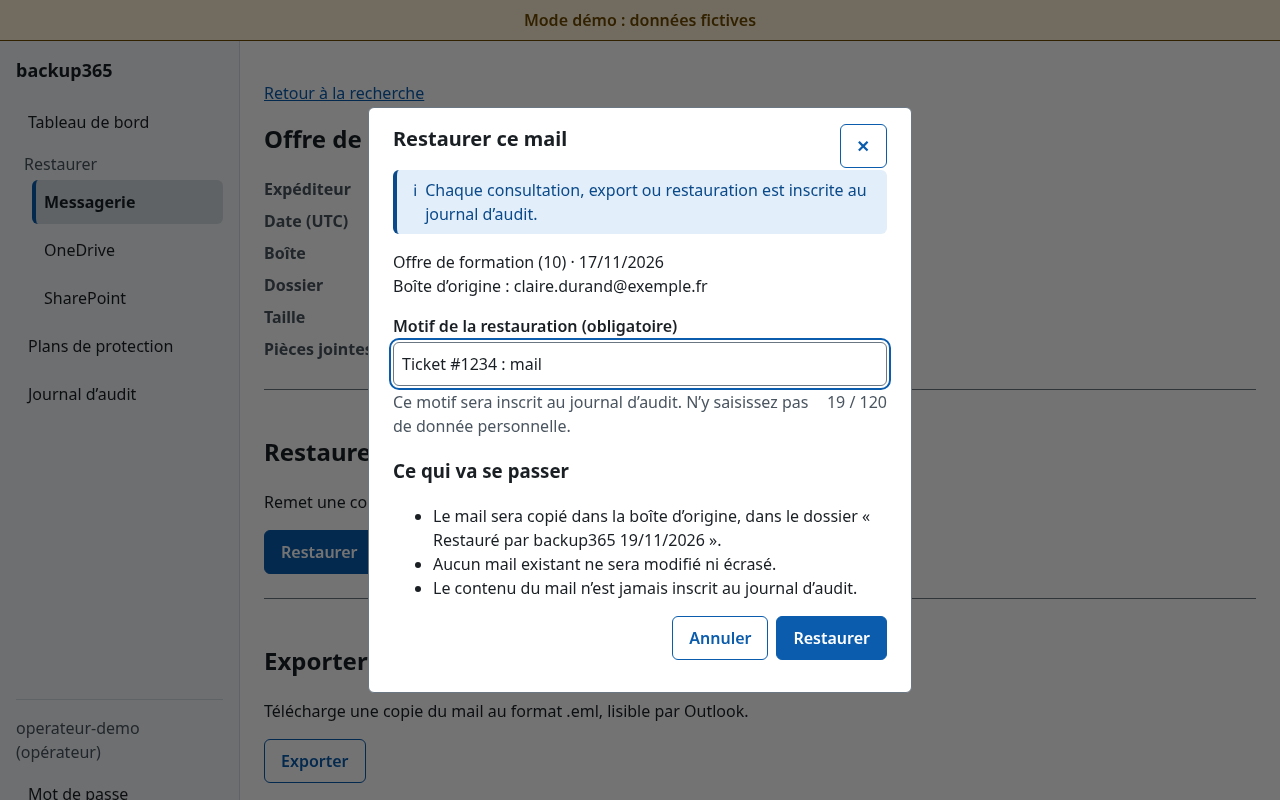 Mode démo : données fictives
backup365
Tableau de bord
Restaurer
Messagerie
OneDrive
SharePoint
Plans de protection
Journal d’audit
operateur-demo
(opérateur)
Mot de passe
Retour à la recherche
Offre de
Expéditeur
Date (UTC)
Boîte
Dossier
Taille
Pièces jointes
Restaure
Remet une co
Restaurer
Exporter
Télécharge une copie du mail au format .eml, lisible par Outlook.
Exporter
Restaurer ce mail
×
i Chaque consultation, export ou restauration est inscrite au
journal d’audit.
Offre de formation (10) · 17/11/2026
Boîte d’origine : claire.durand@exemple.fr
Motif de la restauration (obligatoire)
Ticket #1234 : mail
Ce motif sera inscrit au journal d’audit. N’y saisissez pas 19 / 120
de donnée personnelle.
Ce qui va se passer
• Le mail sera copié dans la boîte d’origine, dans le dossier «
Restauré par backup365 19/11/2026 ».
• Aucun mail existant ne sera modifié ni écrasé.
• Le contenu du mail n’est jamais inscrit au journal d’audit.
Annuler
Restaurer